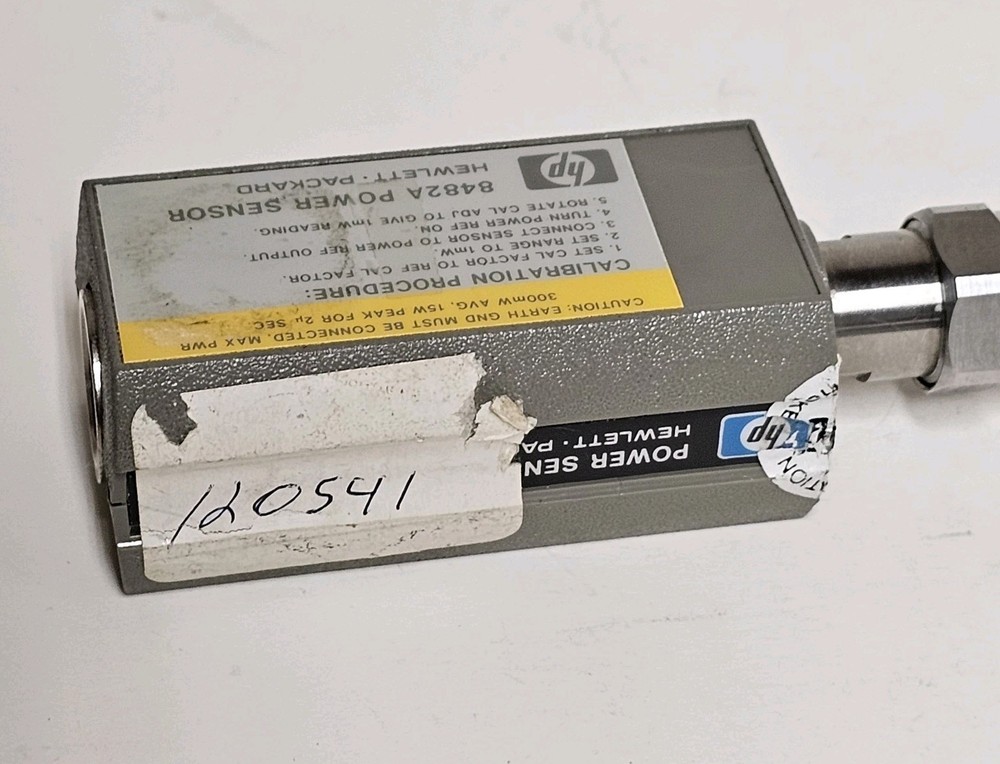 hp
HEWLETT·PACKARD
8482A POWER SENSOR
CALIBRATION PROCEDURE:
1. SET CAL FACTOR TO REF CAL FACTOR.
2. SET RANGE TO 1mW.
3. CONNECT SENSOR TO POWER REF OUTPUT.
4. TURN POWER REF ON.
5. ROTATE CAL ADJ TO GIVE 1mW READING.
CAUTION: EARTH GND MUST BE CONNECTED, MAX PWR
300mW AVG, 15W PEAK FOR 2μ SEC
hp
POWER SEN
HEWLETT·PA
120541